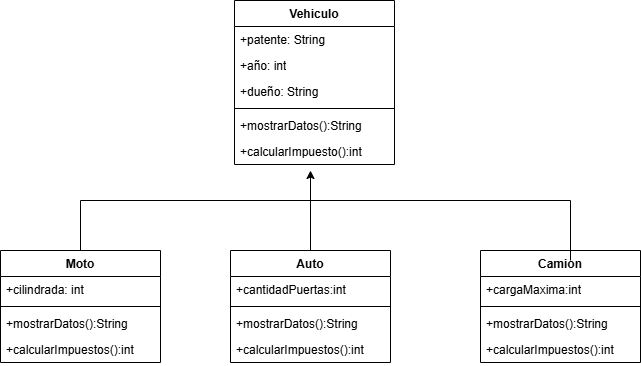 Vehiculo
+patente: String
+año: int
+dueño: String
+mostrarDatos():String
+calcularImpuesto():int
Moto
+cilindrada: int
+mostrarDatos():String
+calcularImpuestos():int
Auto
+cantidadPuertas:int
+mostrarDatos():String
+calcularImpuestos():int
Camion
+cargaMaxima:int
+mostrarDatos():String
+calcularImpuestos():int